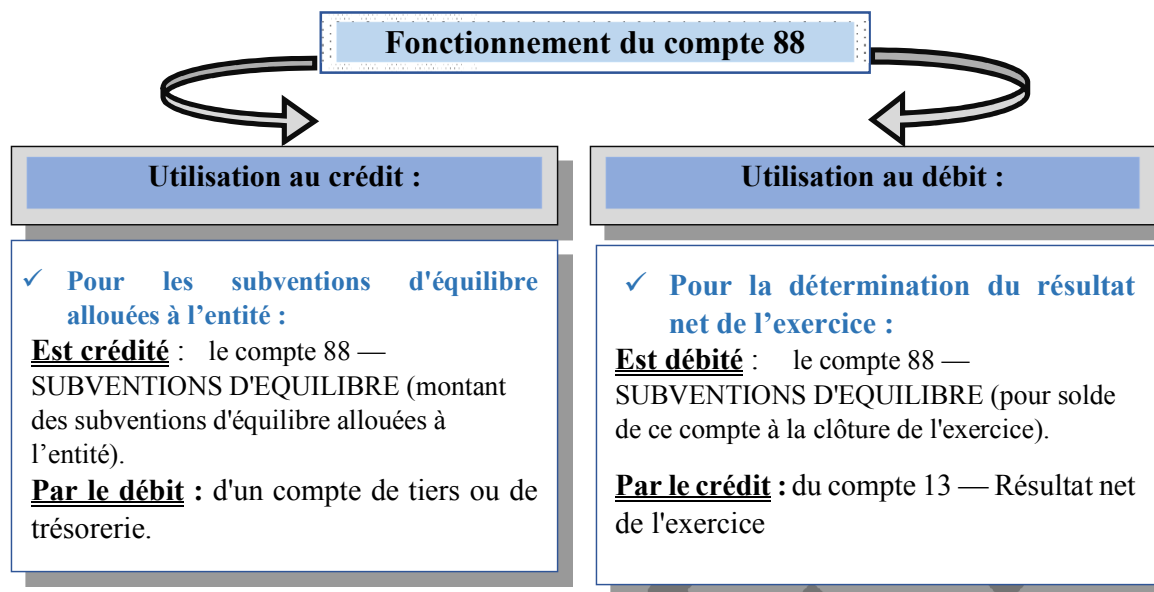 Fonctionnement du compte 88
Utilisation au crédit :
✓ Pour les subventions d'équilibre
allouées à l'entité :
Est crédité : le compte 88 —
SUBVENTIONS D'EQUILIBRE (montant
des subventions d'équilibre allouées à
l'entité).
Par le débit : d'un compte de tiers ou de
trésorerie.
Utilisation au débit :
✓ Pour la détermination du résultat
net de l'exercice :
Est débité : le compte 88 —
SUBVENTIONS D'EQUILIBRE (pour solde
de ce compte à la clôture de l'exercice).
Par le crédit : du compte 13 — Résultat net
de l'exercice